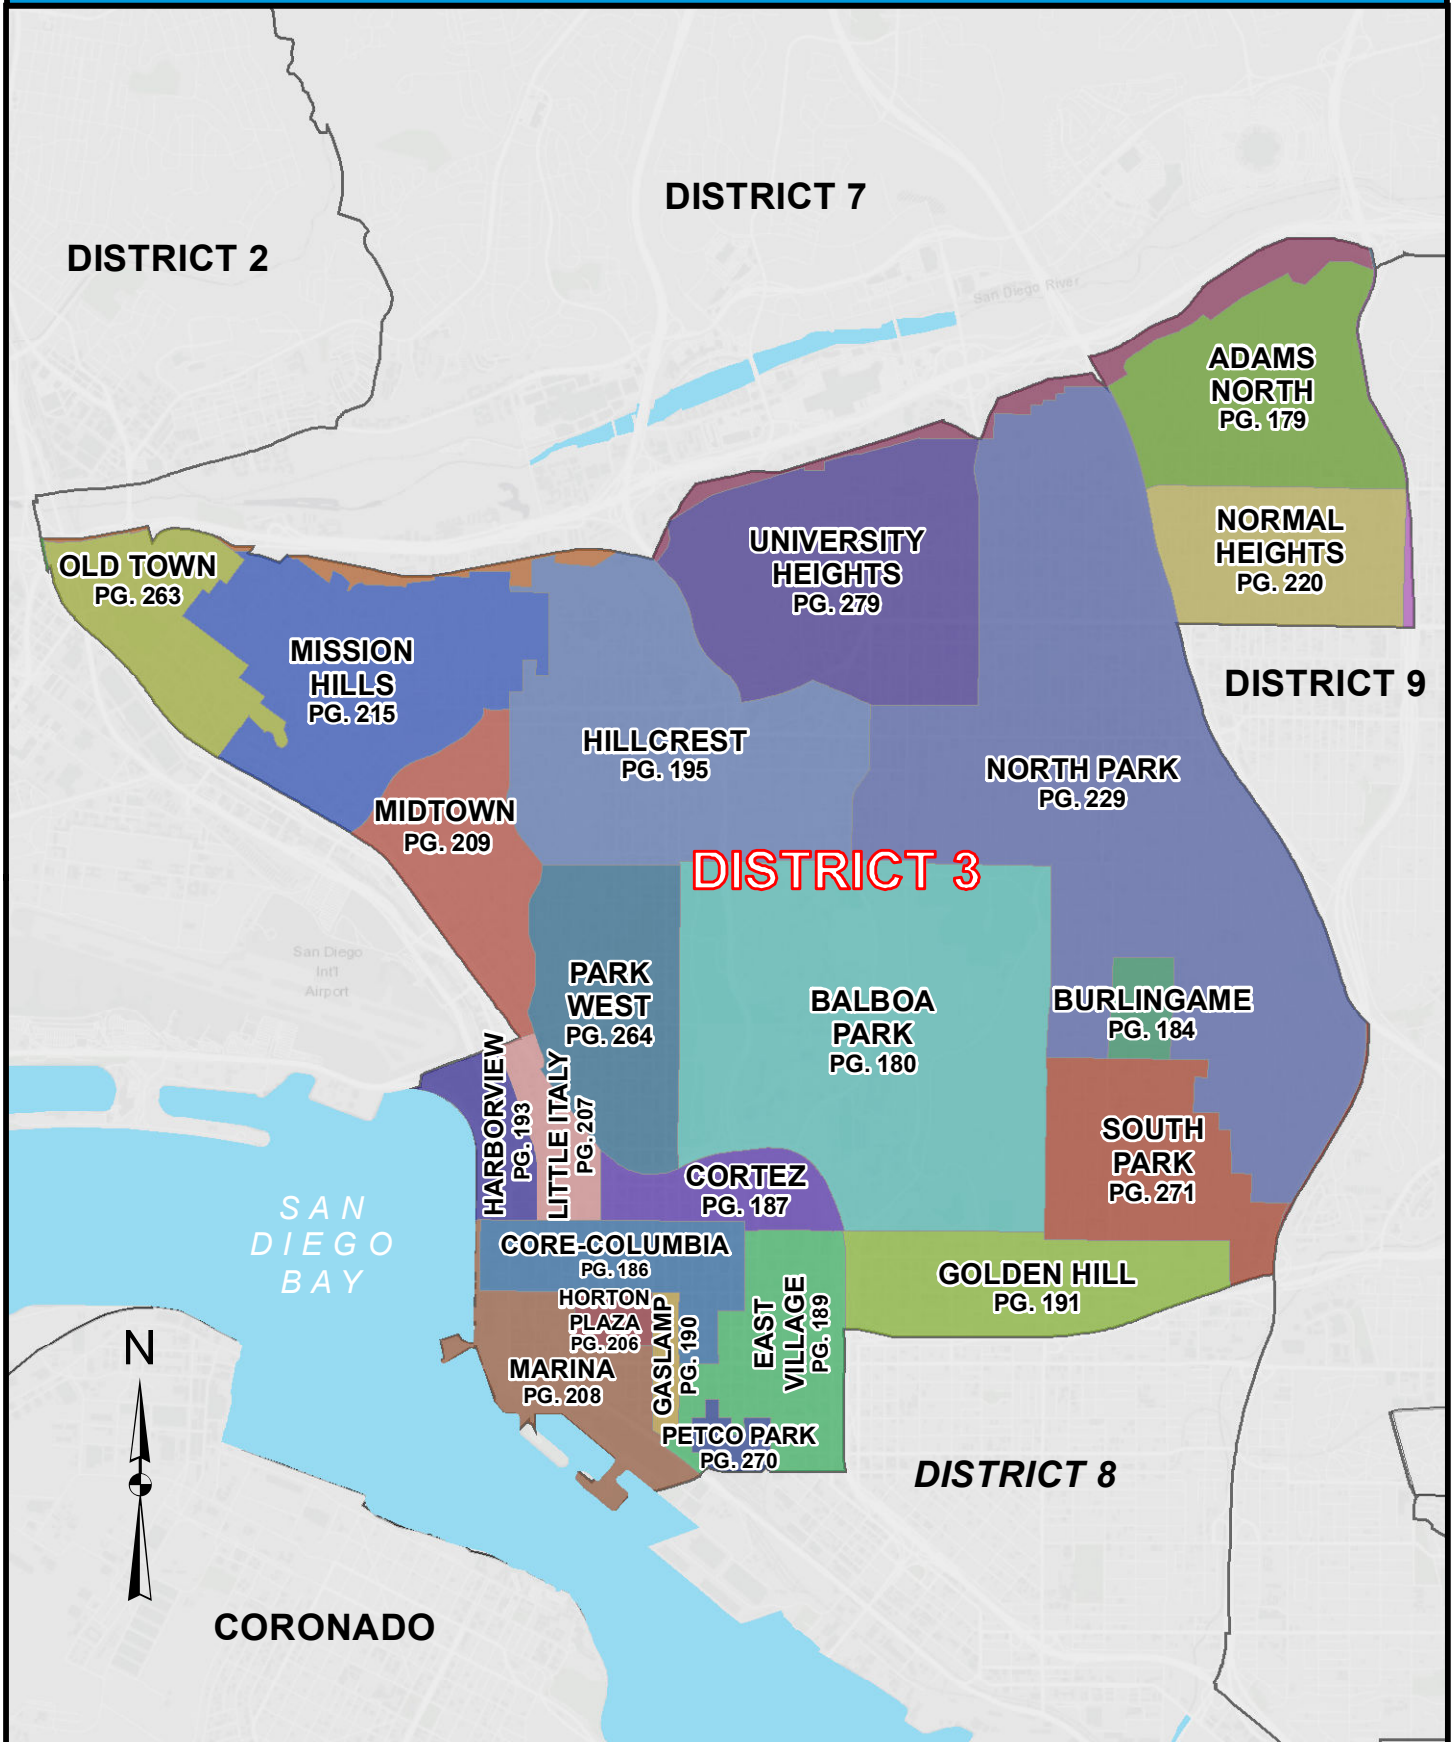 DISTRICT 7
DISTRICT 2
San Diego River
ADAMS
NORTH
PG. 179
NORMAL
HEIGHTS
PG. 220
UNIVERSITY
HEIGHTS
PG. 279
OLD TOWN
PG. 263
MISSION
HILLS
PG. 215
DISTRICT 9
HILLCREST
PG. 195
NORTH PARK
PG. 229
MIDTOWN
PG. 209
DISTRICT 3
San Diego
Int'l
Airport
PARK
WEST
PG. 264
BALBOA
PARK
PG. 180
BURLINGAME
PG. 184
HARBORVIEW
PG. 193
LITTLE ITALY
PG. 207
SOUTH
PARK
PG. 271
CORTEZ
PG. 187
SAN
DIEGO
BAY
CORE-COLUMBIA
PG. 186
GOLDEN HILL
PG. 191
HORTON
PLAZA
PG. 206
GASLAMP
PG. 190
EAST
VILLAGE
PG. 189
MARINA
PG. 208
PETCO PARK
PG. 270
N
DISTRICT 8
CORONADO